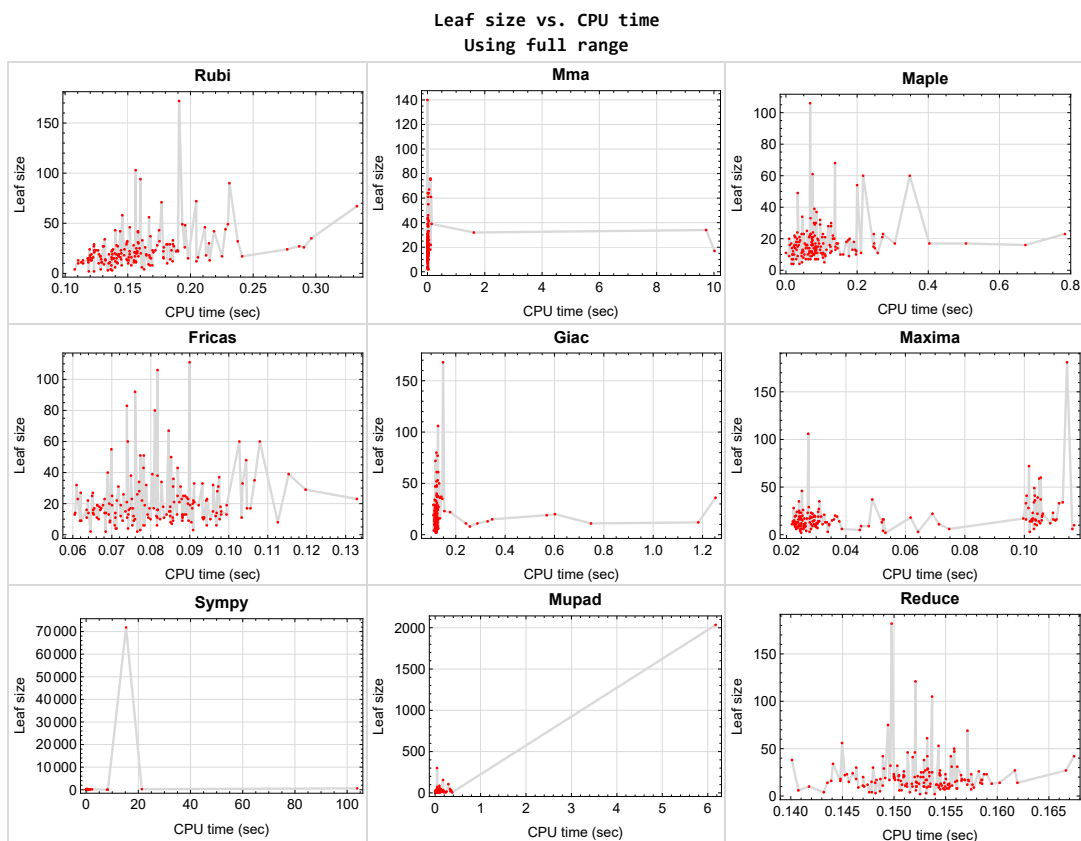 Leaf size vs. CPU time
Using full range
Rubi
Leaf size
150
100
50
0
0.10 0.15 0.20 0.25 0.30
CPU time (sec)
Mma
Leaf size
140
120
100
80
60
40
20
0
0 2 4 6 8 10
CPU time (sec)
Maple
Leaf size
100
80
60
40
20
0
0.0 0.2 0.4 0.6 0.8
CPU time (sec)
Fricas
Leaf size
100
80
60
40
20
0
0.06 0.07 0.08 0.09 0.10 0.11 0.12 0.13
CPU time (sec)
Giac
Leaf size
150
100
50
0
0.2 0.4 0.6 0.8 1.0 1.2
CPU time (sec)
Maxima
Leaf size
150
100
50
0
0.02 0.04 0.06 0.08 0.10
CPU time (sec)
Sympy
Leaf size
70 000
60 000
50 000
40 000
30 000
20 000
10 000
0
0 20 40 60 80 100
CPU time (sec)
Mupad
Leaf size
2000
1500
1000
500
0
0 1 2 3 4 5 6
CPU time (sec)
Reduce
Leaf size
150
100
50
0
0.140 0.145 0.150 0.155 0.160 0.165
CPU time (sec)